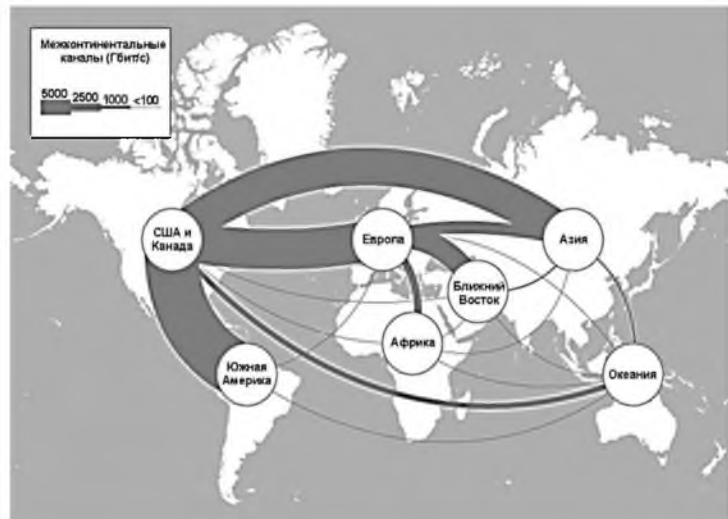 Межконтинентальные
каналы (Гбит/с)
5000 2500 1000 <100
США и
Канада
Европа
Азия
Ближний
Восток
Африка
Южная
Америка
Океания